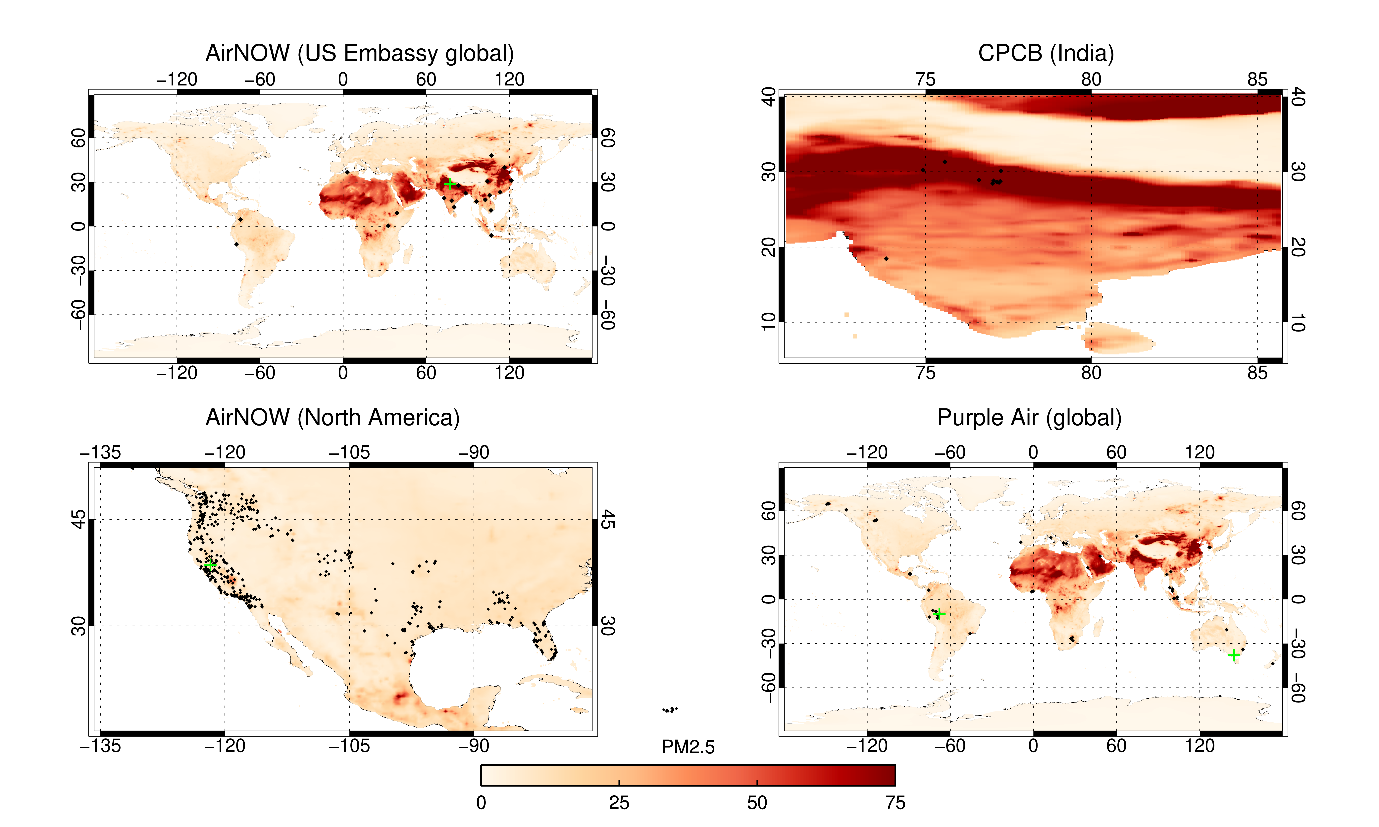 AirNOW (US Embassy global)
−120 −60 0 60 120
60 60
30 30
0 0
−30 −30
−60 −60
−120 −60 0 60 120
CPCB (India)
75 80 85
40 40
30 30
20 20
10 10
75 80 85
AirNOW (North America)
−135 −120 −105 −90
45 45
30 30
−135 −120 −105 −90
Purple Air (global)
−120 −60 0 60 120
60 60
30 30
0 0
−30 −30
−60 −60
−120 −60 0 60 120
PM2.5
0 25 50 75